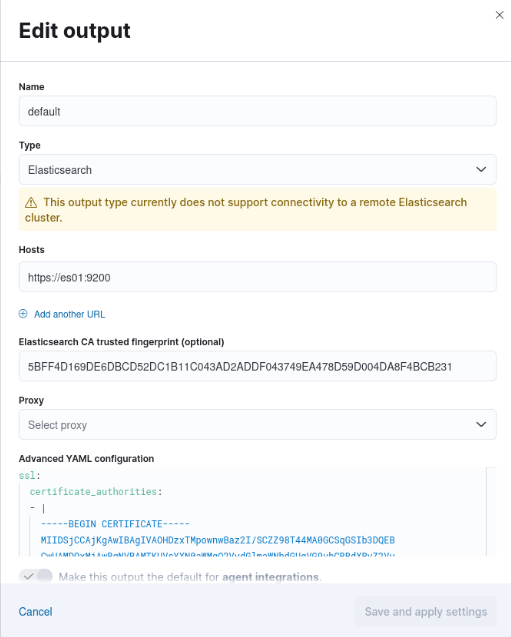 Edit output
Name
default
Type
Elasticsearch
This output type currently does not support connectivity to a remote Elasticsearch
cluster.
Hosts
https://es01:9200
Add another URL
Elasticsearch CA trusted fingerprint (optional)
5BFF4D169DE6DBCD52DC1B11C043AD2ADDF043749EA478D59D004DA8F4BCB231
Proxy
Select proxy
Advanced YAML configuration
ssl:
certificate_authorities:
- |
-----BEGIN CERTIFICATE-----
MIIDSjCCAjKgAwIBAgIVAOHDzxTMpownwBaz2I/SCZZ98T44MA0GCSqGSIb3DQEB
Make this output the default for agent integrations.
Cancel
Save and apply settings